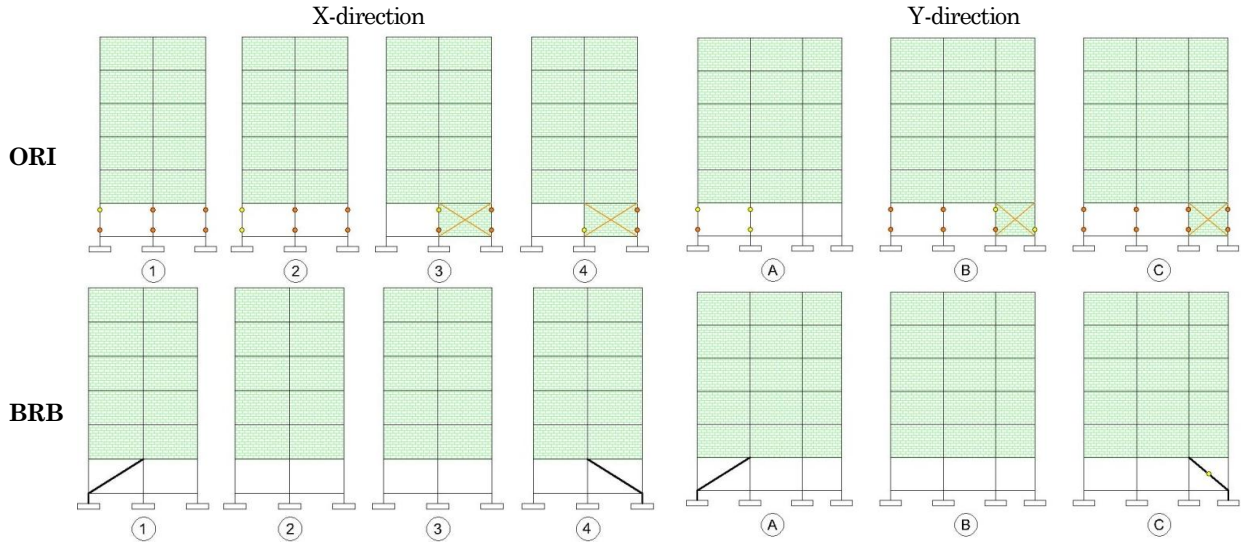 X-direction Y-direction
ORI
1 2 3 4 A B C
BRB
1 2 3 4 A B C